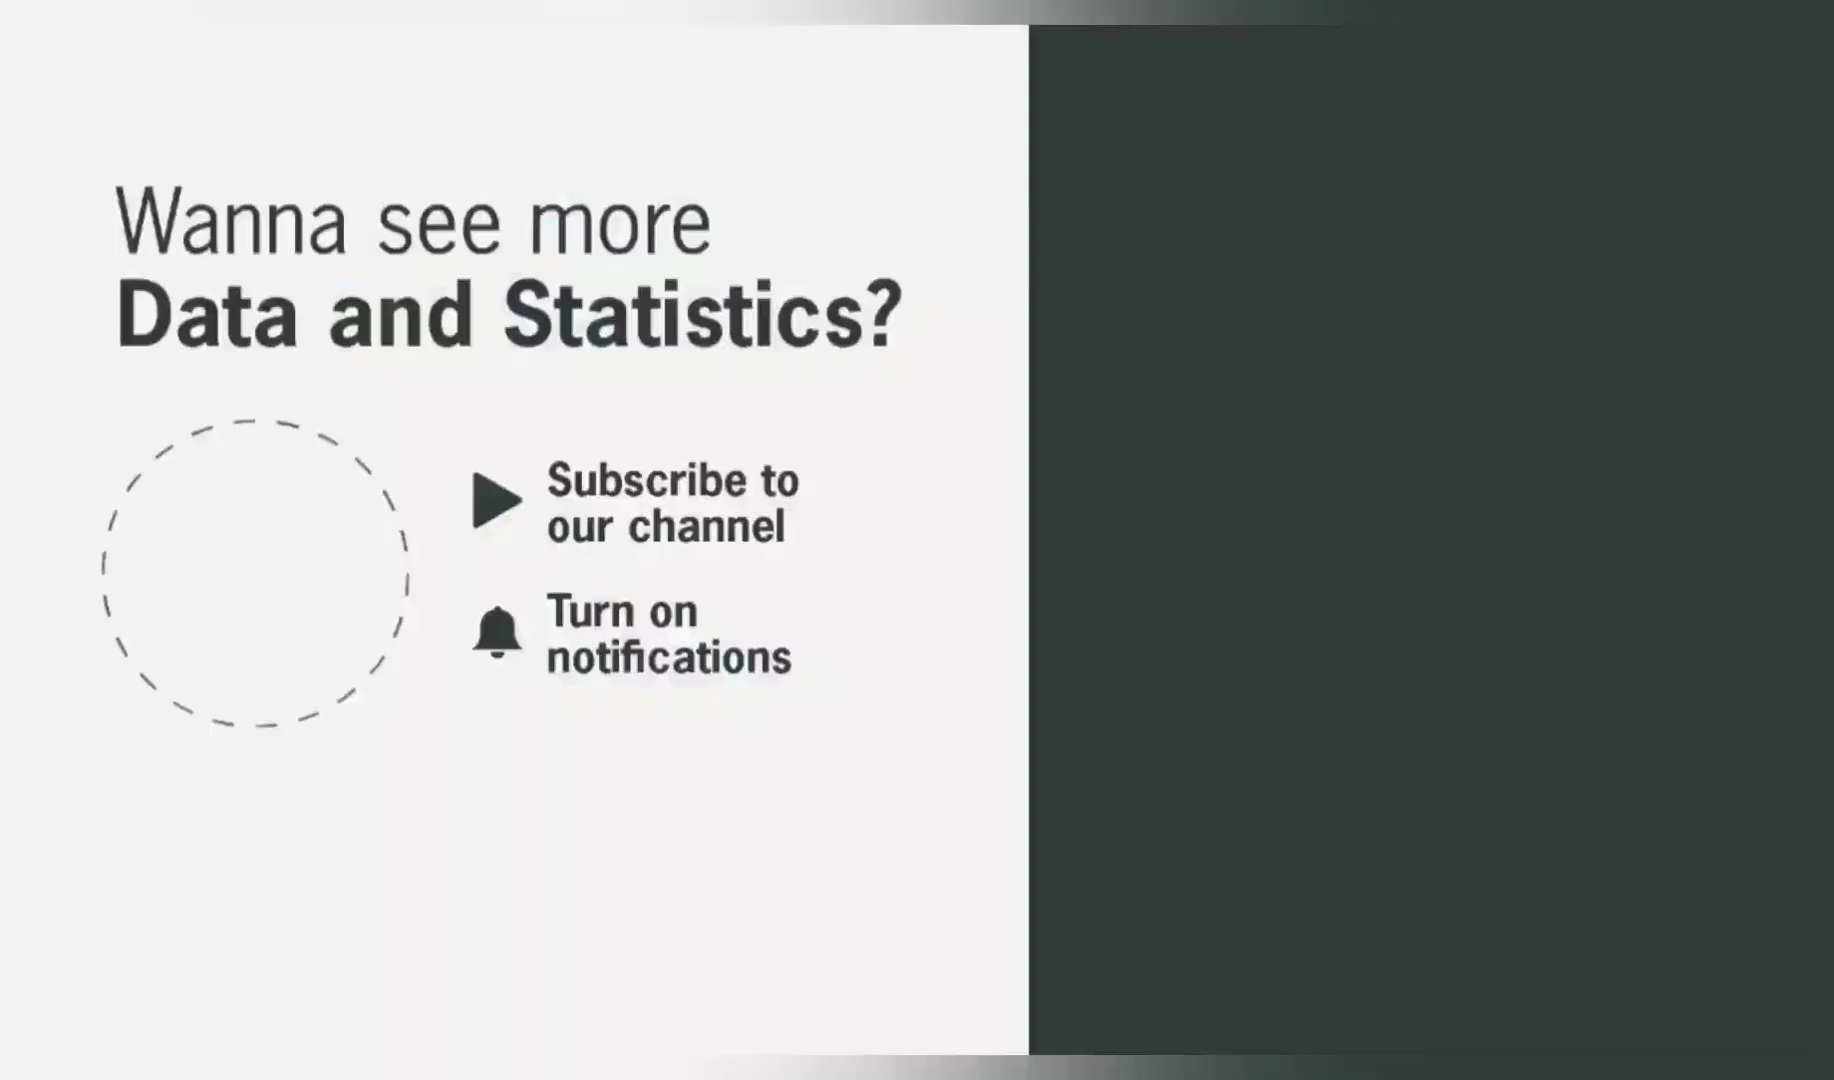 Wanna see more
Data and Statistics?
Subscribe to
our channel
Turn on
notifications